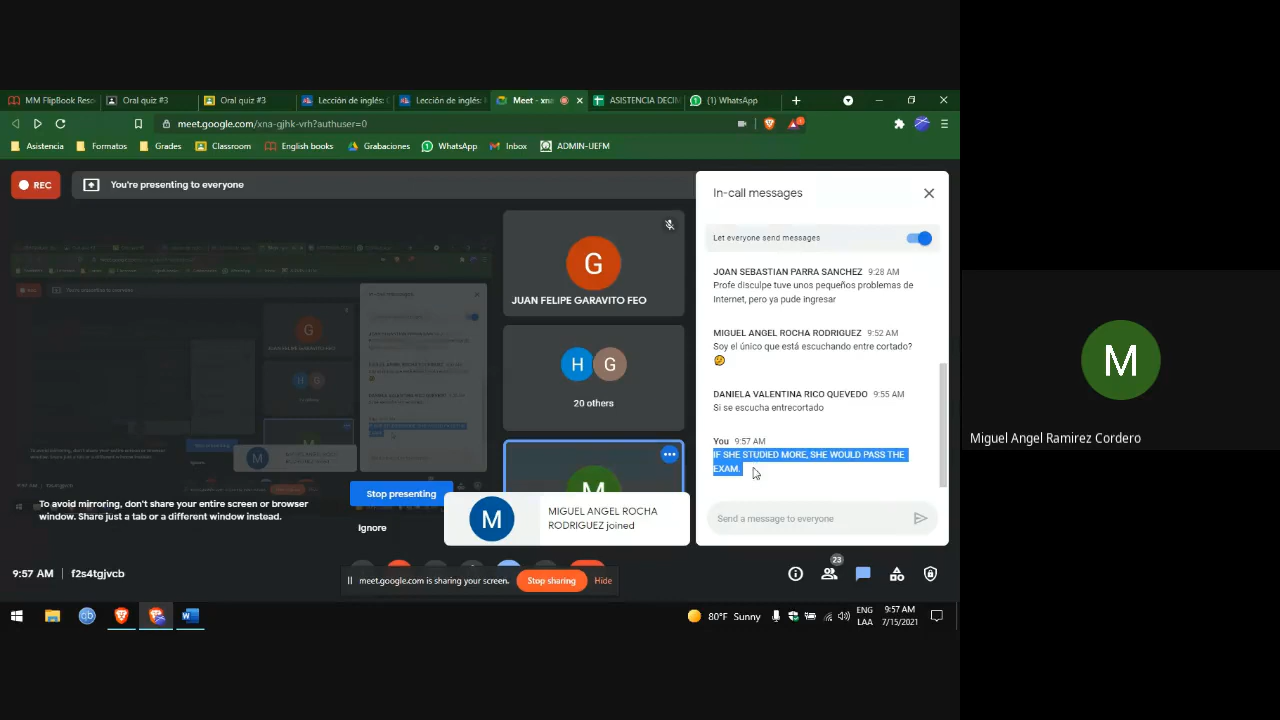 MM FlipBook Res
Oral quiz #3
Oral quiz #3
Lección de inglés:
Lección de inglés:
Meet - xna
ASISTENCIA DECIM
(1) WhatsApp
meet.google.com/xna-gjhk-vrh?authuser=0
Asistencia
Formatos
Grades
Classroom
English books
Grabaciones
WhatsApp
Inbox
ADMIN-UEFM
REC
You're presenting to everyone
G
JUAN FELIPE GARAVITO FEO
H
G
20 others
To avoid mirroring, don't share your entire screen or browser
window. Share just a tab or a different window instead.
Stop presenting
Ignore
M
MIGUEL ANGEL ROCHA
RODRIGUEZ joined
In-call messages
Let everyone send messages
JOAN SEBASTIAN PARRA SANCHEZ 9:28 AM
Profe disculpe tuve unos pequeños problemas de
Internet, pero ya pude ingresar
MIGUEL ANGEL ROCHA RODRIGUEZ 9:52 AM
Soy el único que está escuchando entre cortado?
DANIELA VALENTINA RICO QUEVEDO 9:55 AM
Si se escucha entrecortado
You 9:57 AM
IF SHE STUDIED MORE, SHE WOULD PASS THE
EXAM.
Send a message to everyone
9:57 AM | f2s4tgjvcb
meet.google.com is sharing your screen.
Stop sharing
Hide
23
80°F Sunny
ENG
LAA
9:57 AM
7/15/2021
M
Miguel Angel Ramirez Cordero